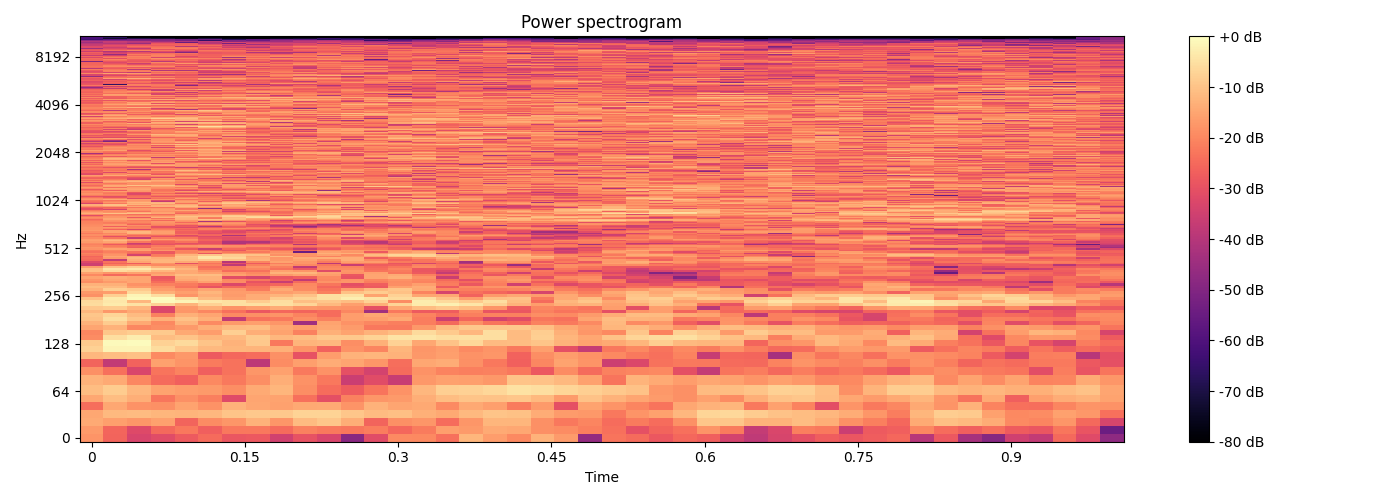 Power spectrogram
Hz
8192
4096
2048
1024
512
256
128
64
0
0 0.15 0.3 0.45 0.6 0.75 0.9
Time
+0 dB
-10 dB
-20 dB
-30 dB
-40 dB
-50 dB
-60 dB
-70 dB
-80 dB